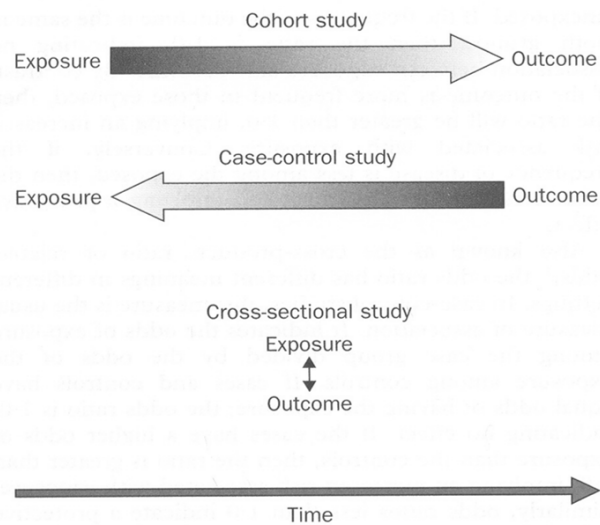 Cohort study
Exposure Outcome
Case-control study
Exposure Outcome
Cross-sectional study
Exposure
Outcome
Time